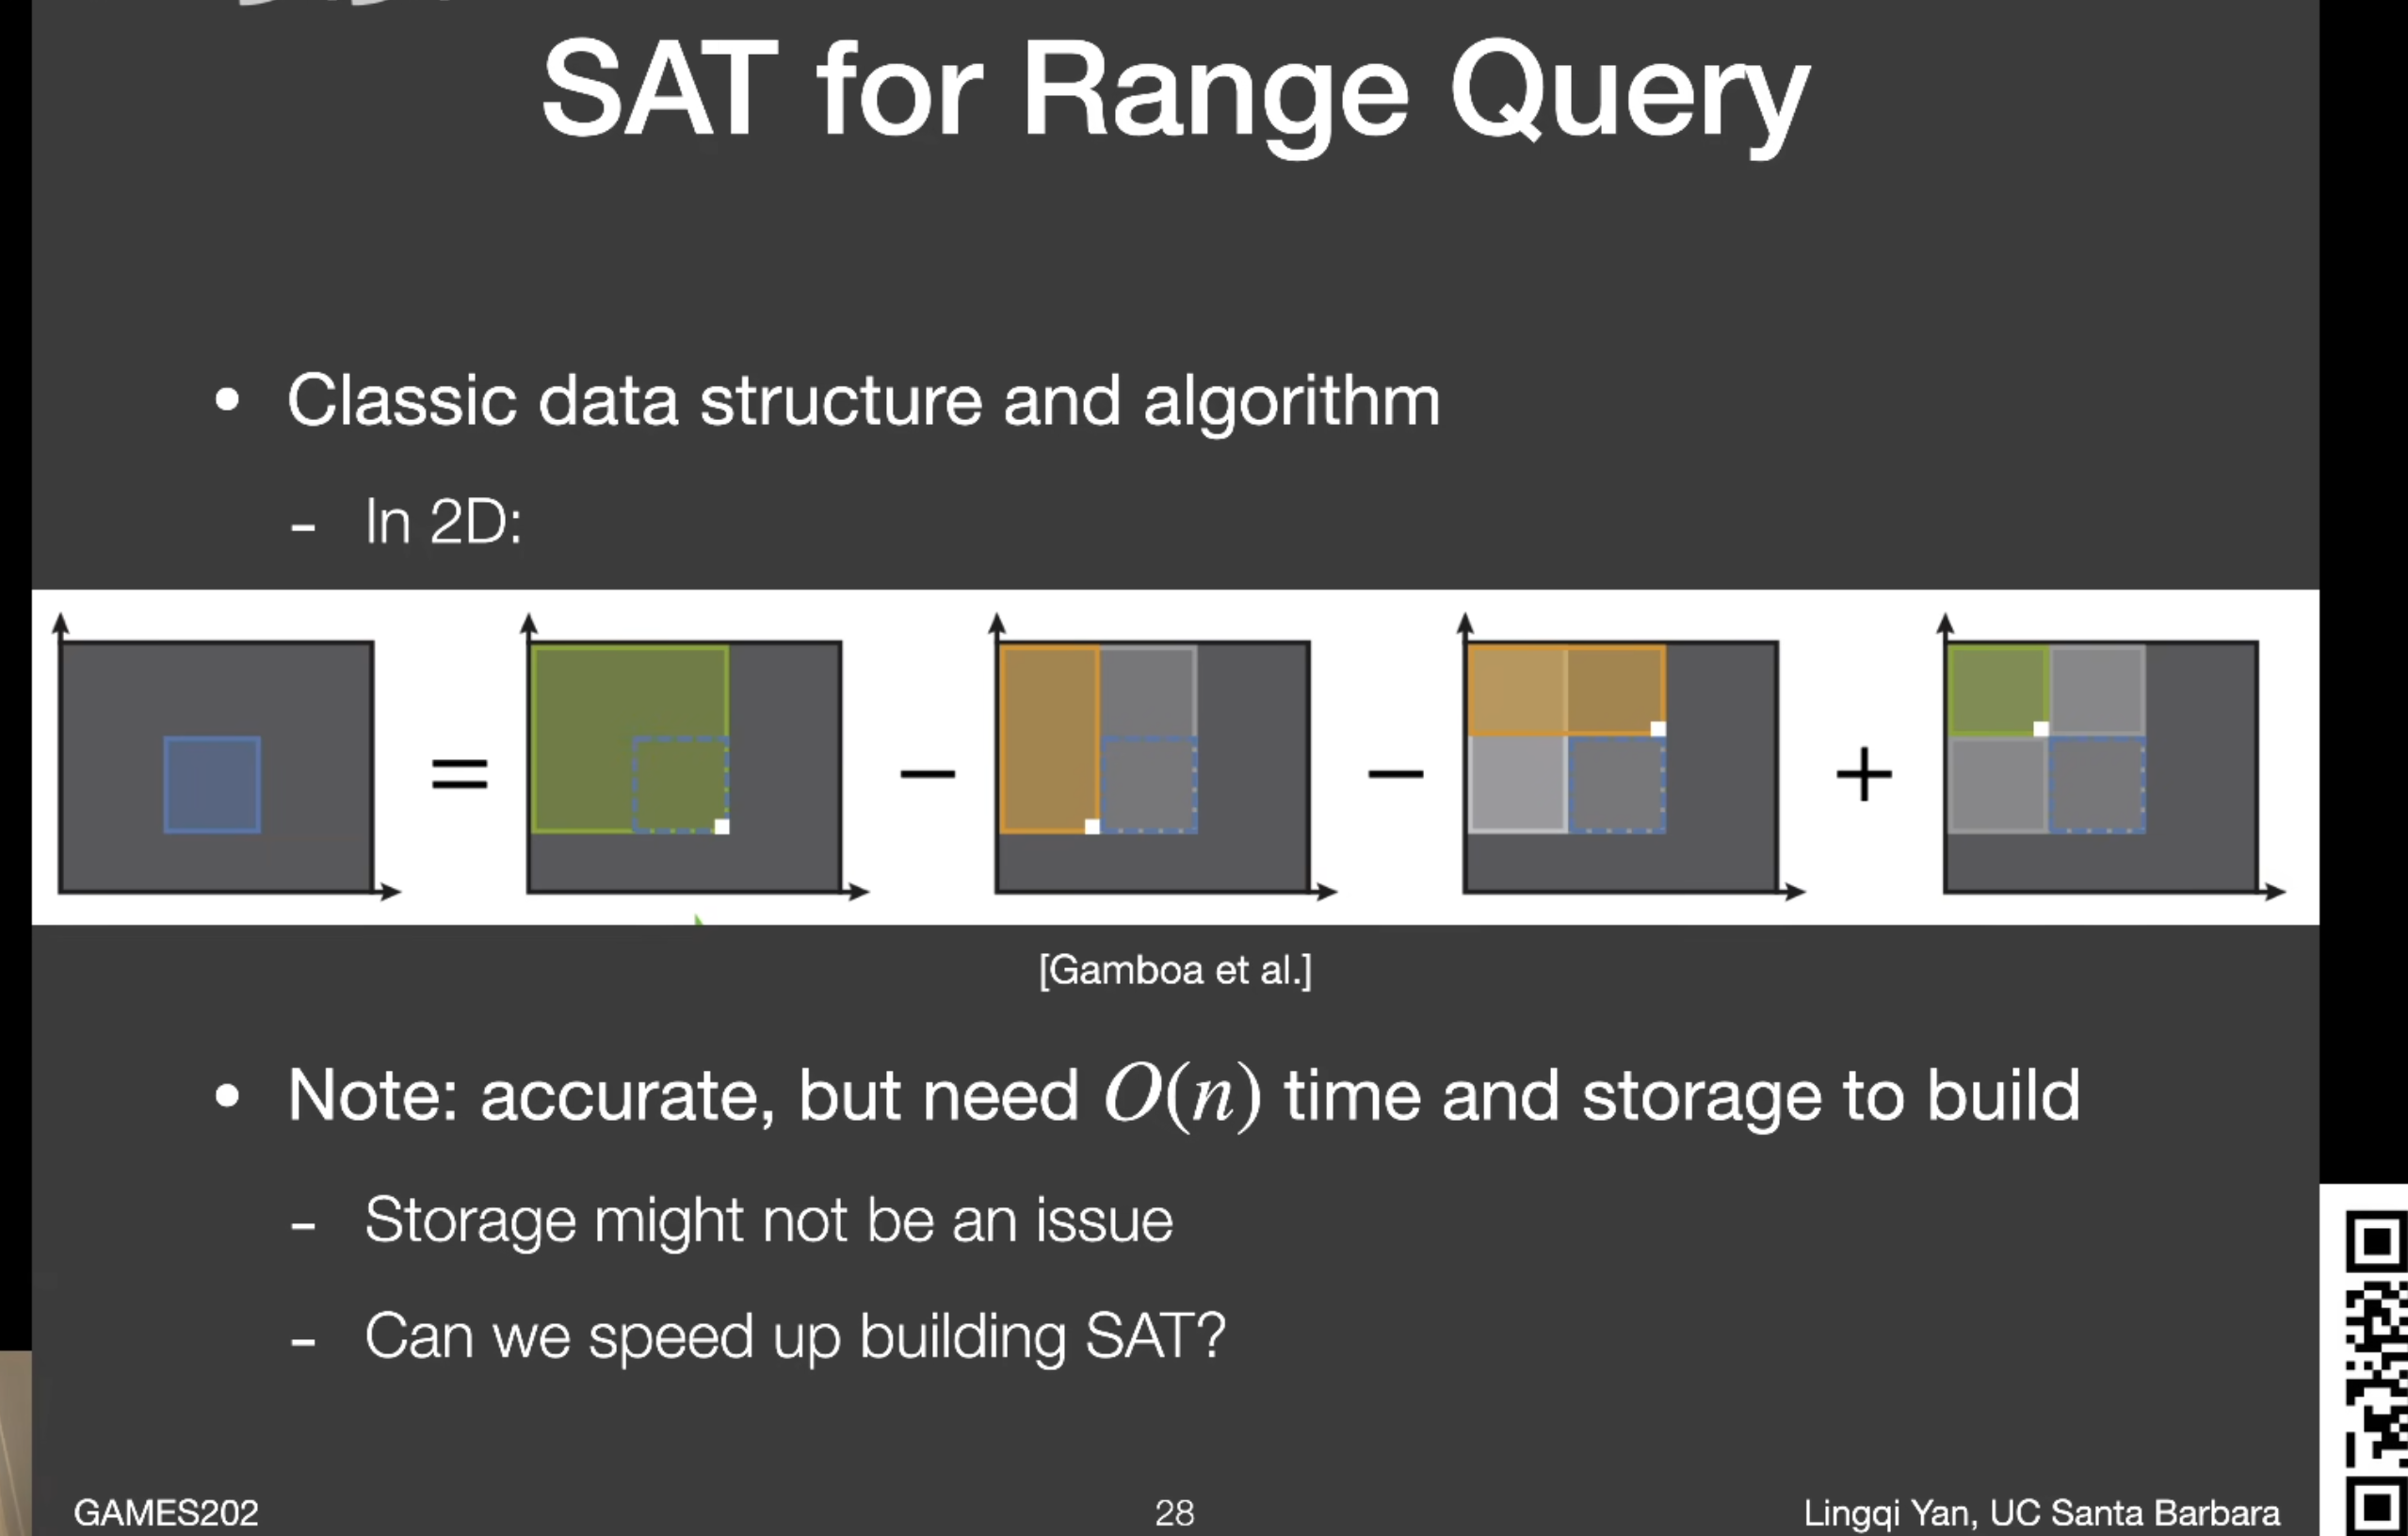 SAT for Range Query
• Classic data structure and algorithm
- In 2D:
= − − +
[Gamboa et al.]
• Note: accurate, but need O(n) time and storage to build
- Storage might not be an issue
- Can we speed up building SAT?
GAMES202
28
Lingqi Yan, UC Santa Barbara